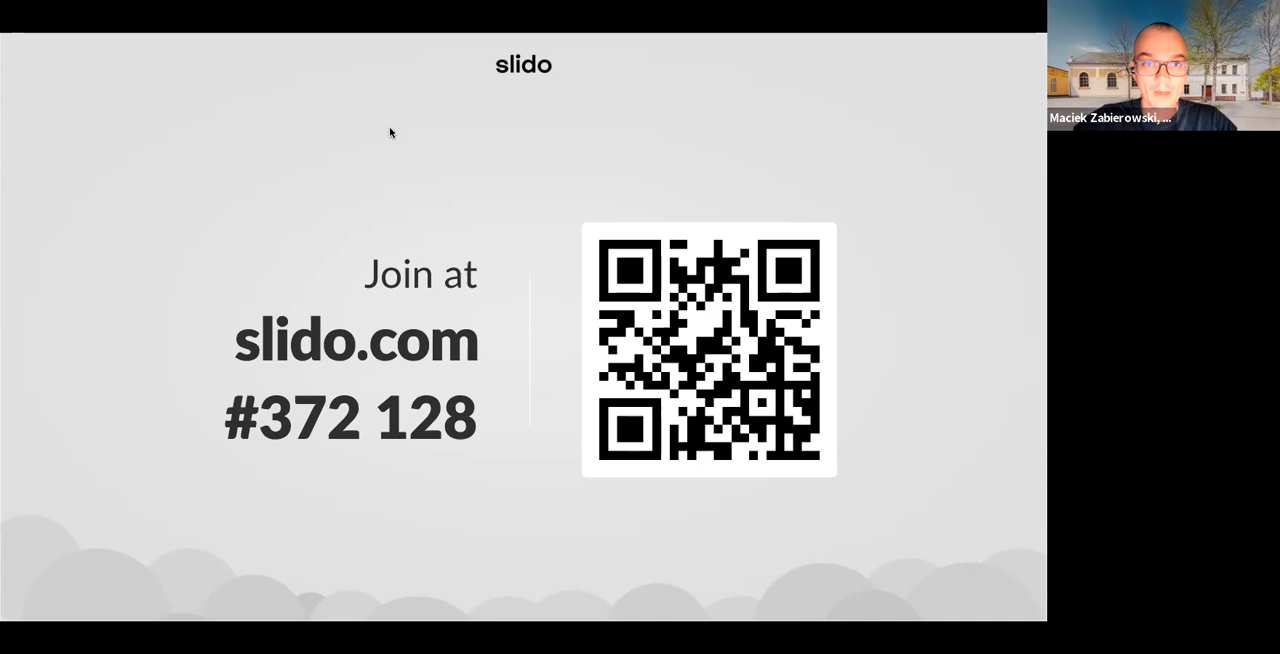 slido
Join at
slido.com
#372 128
Maciek Zabierowski, ...